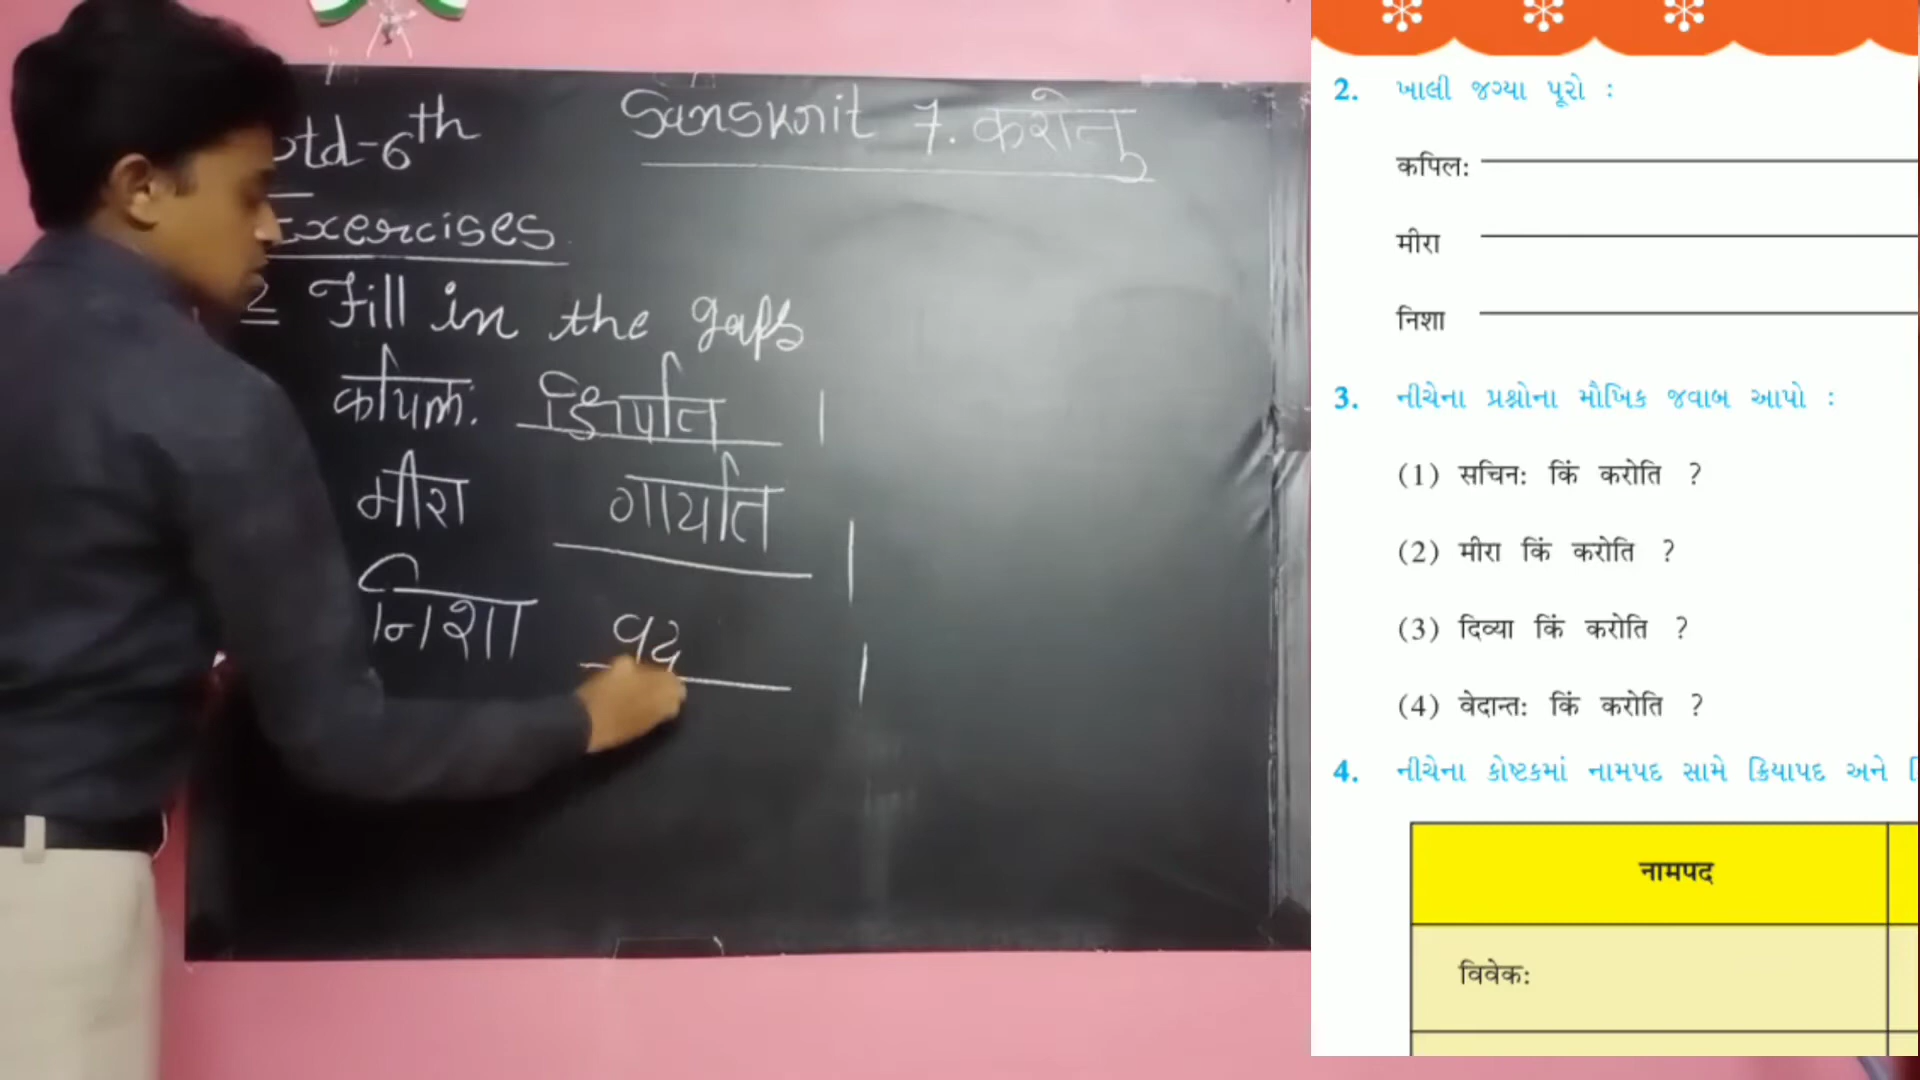 std-6th Sanskrit 7. करोतु
Exercises
2 Fill in the gaps
कपिलः क्षिपति ।
मीरा गायति ।
निशा वद ।
2. ખાલી જગ્યા પૂરો :
कपिलः
मीरा
निशा
3. નીચેના પ્રશ્નોના મૌખિક જવાબ આપો :
(1) सचिनः किं करोति ?
(2) मीरा किं करोति ?
(3) दिव्या किं करोति ?
(4) वेदान्तः किं करोति ?
4. નીચેના કોષ્ટકમાં નામપદ સામે ક્રિયાપદ અને
नामपद
विवेकः